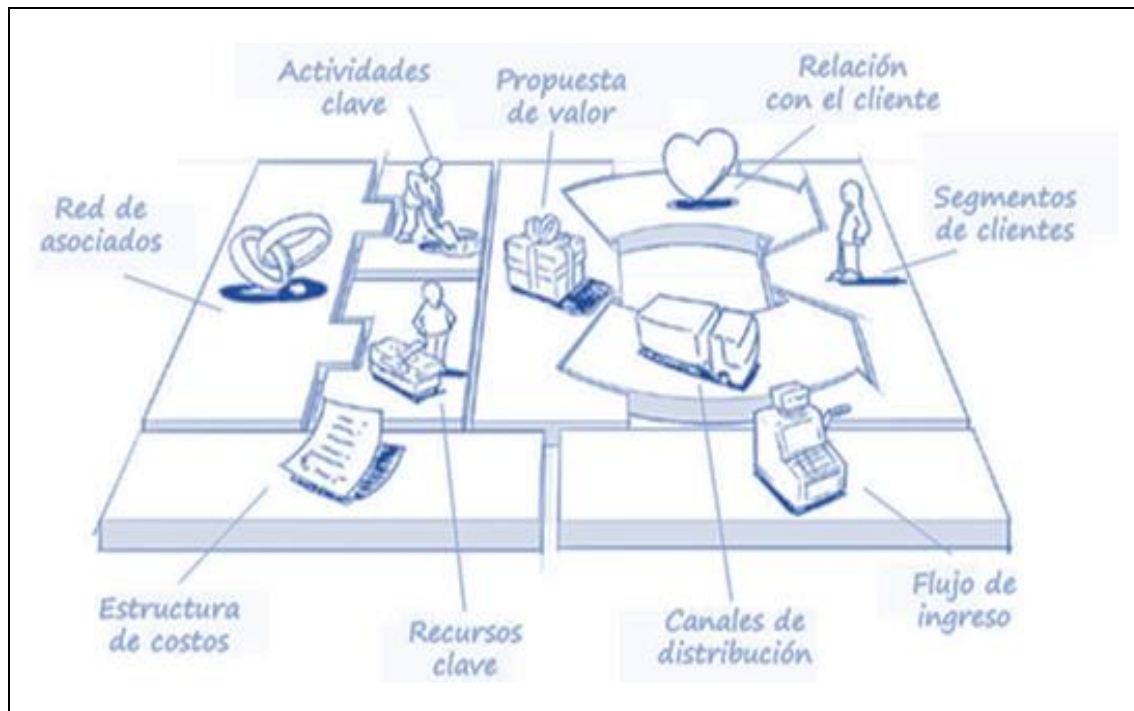 Actividades
clave
Propuesta
de valor
Relación
con el cliente
Red de
asociados
Segmentos
de clientes
Estructura
de costos
Recursos
clave
Canales de
distribución
Flujo de
ingreso